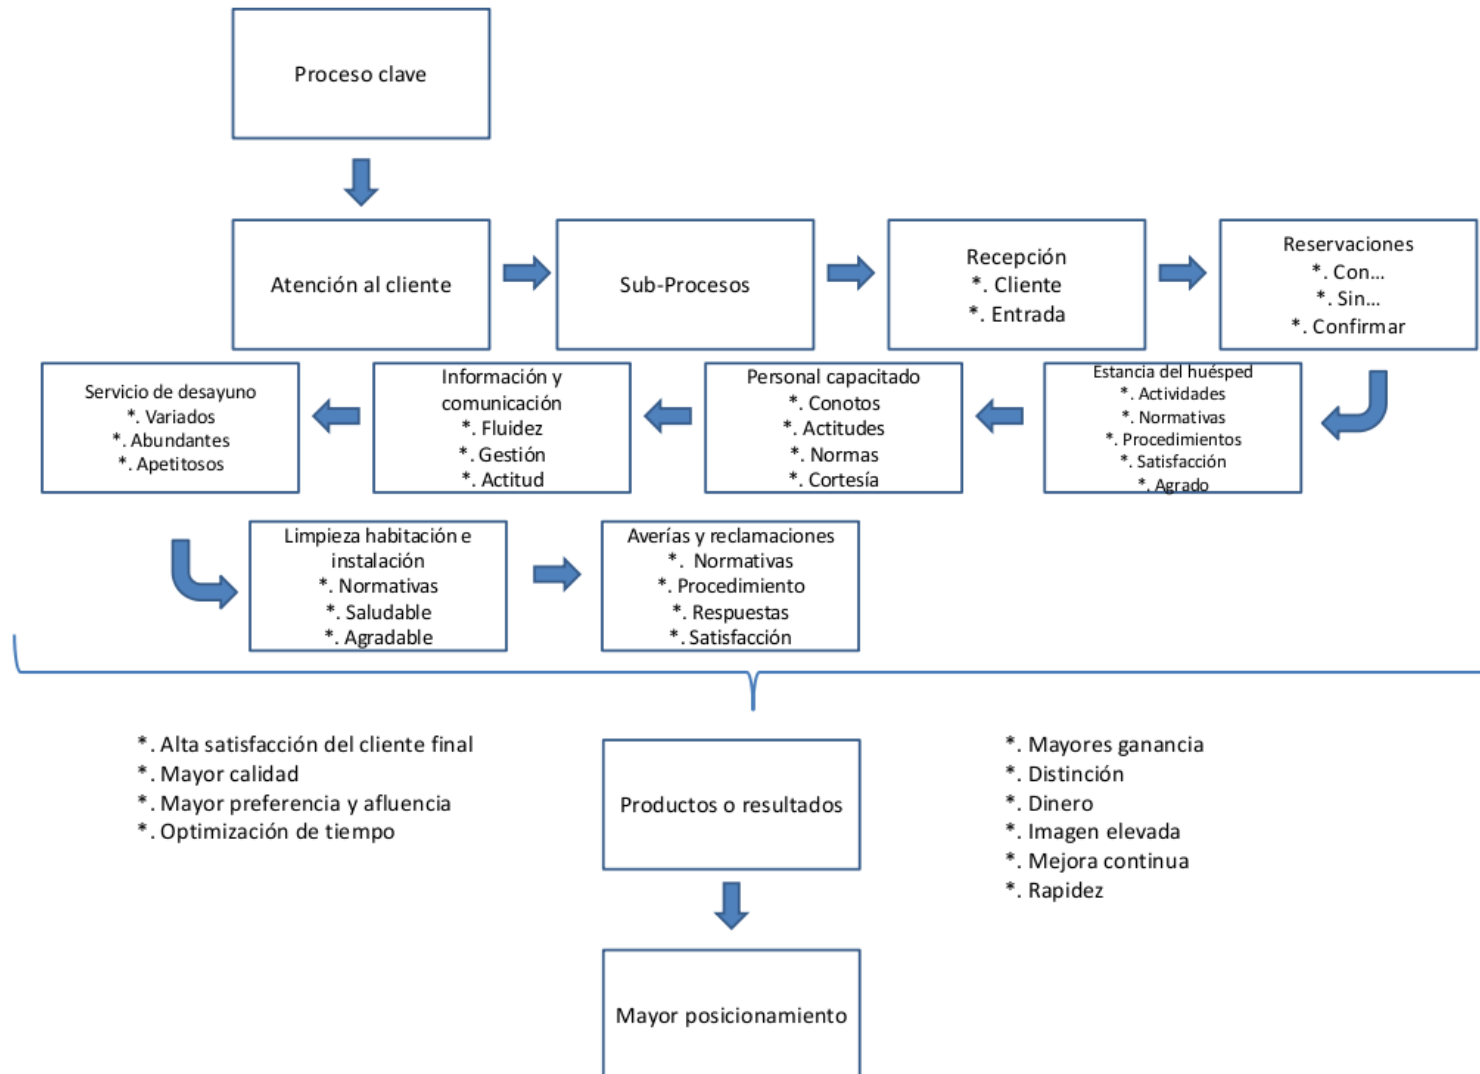 Proceso clave
Atención al cliente
Sub-Procesos
Recepción
*. Cliente
*. Entrada
Reservaciones
*. Con...
*. Sin...
*. Confirmar
Estancia del huésped
*. Actividades
*. Normativas
*. Procedimientos
*. Satisfacción
*. Agrado
Personal capacitado
*. Conotos
*. Actitudes
*. Normas
*. Cortesía
Información y
comunicación
*. Fluidez
*. Gestión
*. Actitud
Servicio de desayuno
*. Variados
*. Abundantes
*. Apetitosos
Limpieza habitación e
instalación
*. Normativas
*. Saludable
*. Agradable
Averías y reclamaciones
*. Normativas
*. Procedimiento
*. Respuestas
*. Satisfacción
*. Alta satisfacción del cliente final
*. Mayor calidad
*. Mayor preferencia y afluencia
*. Optimización de tiempo
Productos o resultados
*. Mayores ganancia
*. Distinción
*. Dinero
*. Imagen elevada
*. Mejora continua
*. Rapidez
Mayor posicionamiento